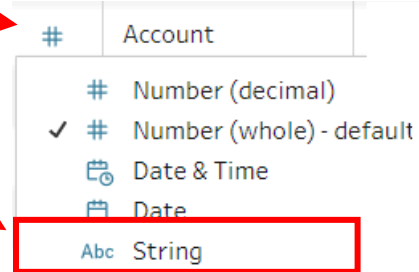 # Account
# Number (decimal)
✓ # Number (whole) - default
Date & Time
Date
Abc String